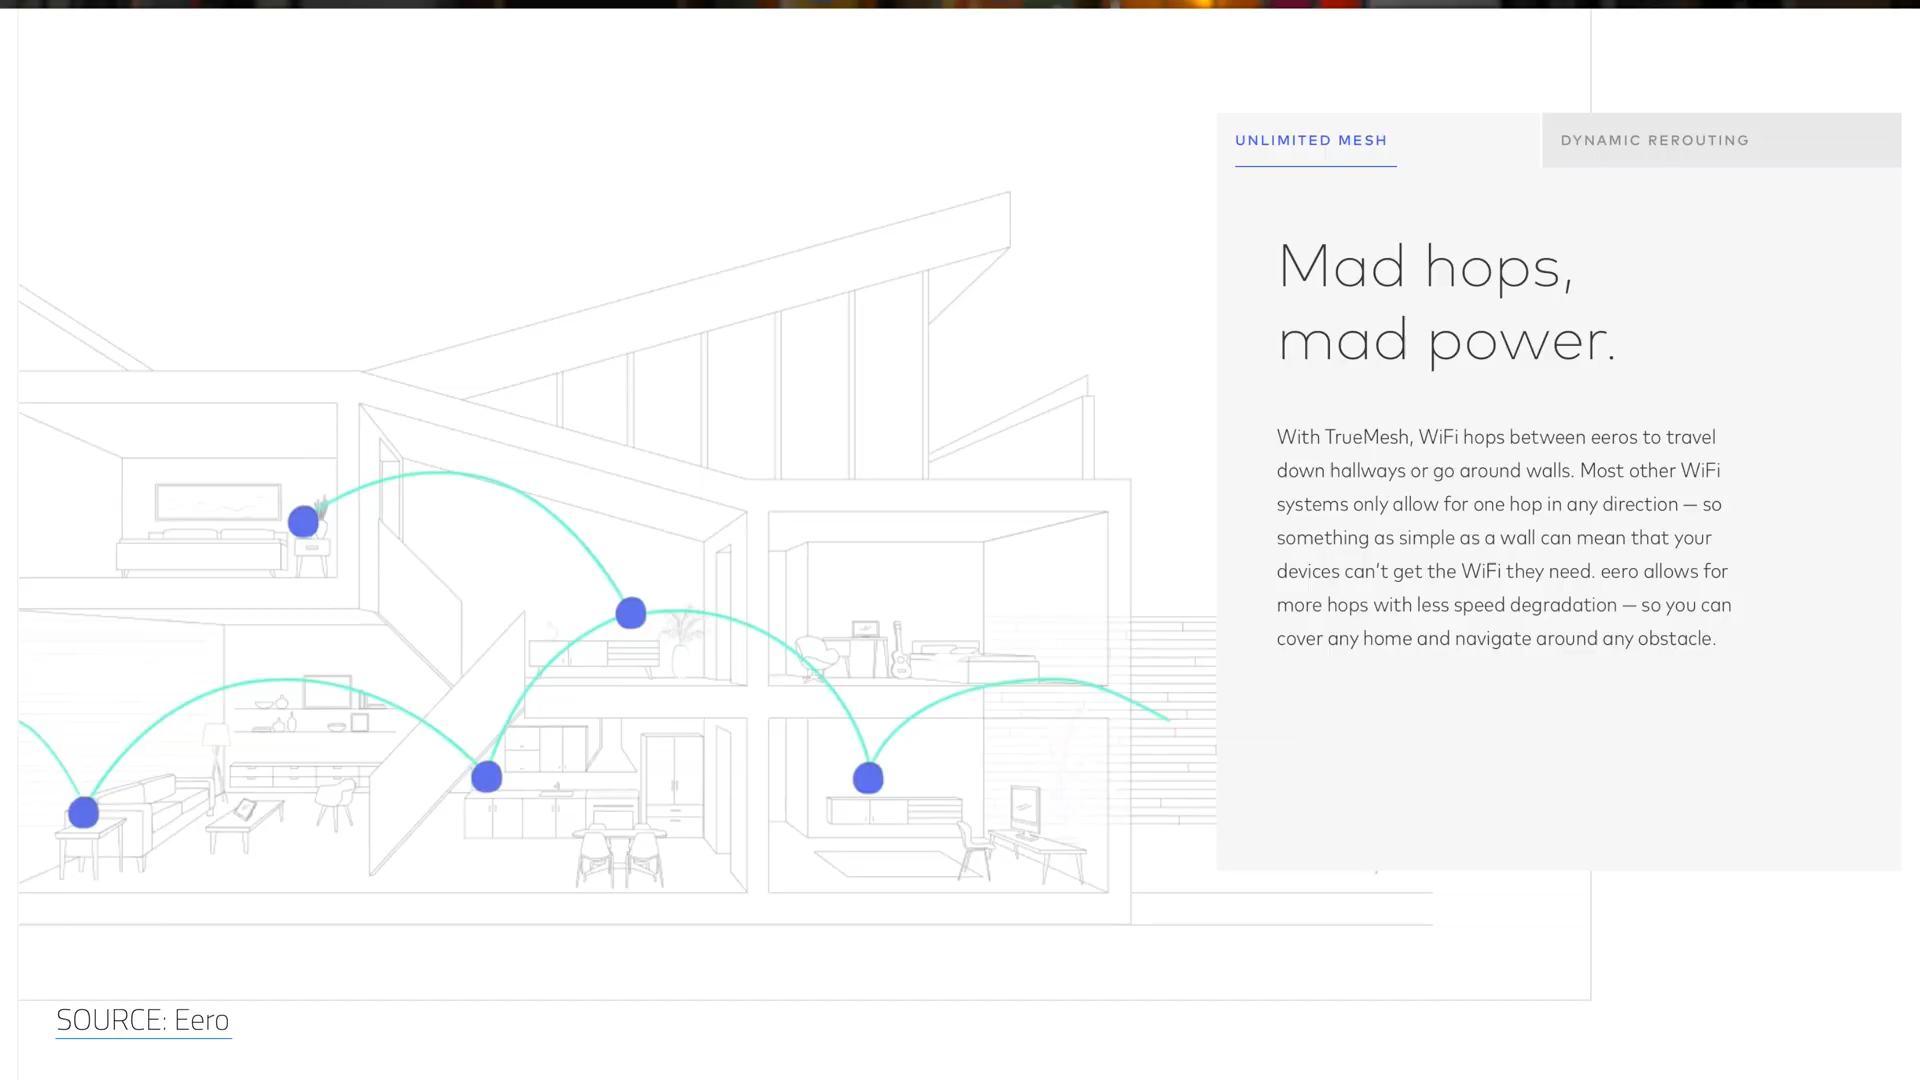 UNLIMITED MESH
DYNAMIC REROUTING
Mad hops,
mad power.
With TrueMesh, WiFi hops between eeros to travel
down hallways or go around walls. Most other WiFi
systems only allow for one hop in any direction — so
something as simple as a wall can mean that your
devices can’t get the WiFi they need. eero allows for
more hops with less speed degradation — so you can
cover any home and navigate around any obstacle.
SOURCE: Eero